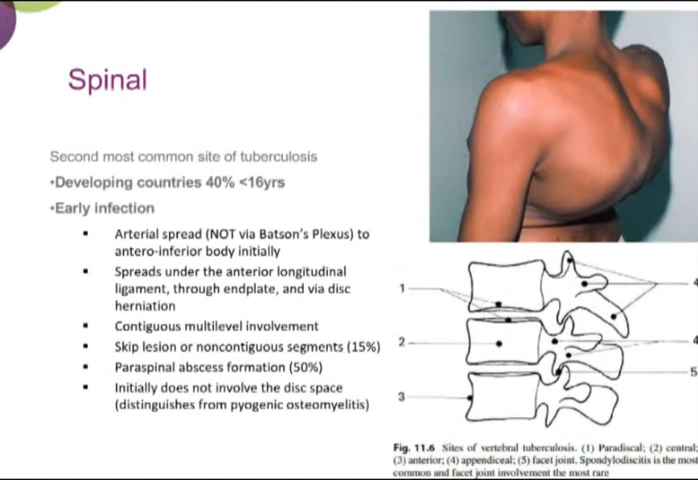 Spinal
Second most common site of tuberculosis
•Developing countries 40% <16yrs
•Early infection
▪ Arterial spread (NOT via Batson's Plexus) to
antero-inferior body initially
▪ Spreads under the anterior longitudinal
ligament, through endplate, and via disc
herniation
▪ Contiguous multilevel involvement
▪ Skip lesion or noncontiguous segments (15%)
▪ Paraspinal abscess formation (50%)
▪ Initially does not involve the disc space
(distinguishes from pyogenic osteomyelitis)
1
4
2
4
5
3
Fig. 11.6 Sites of vertebral tuberculosis. (1) Paradiscal; (2) central;
(3) anterior; (4) appendiceal; (5) facet joint. Spondylodiscitis is the most
common and facet joint involvement the most rare